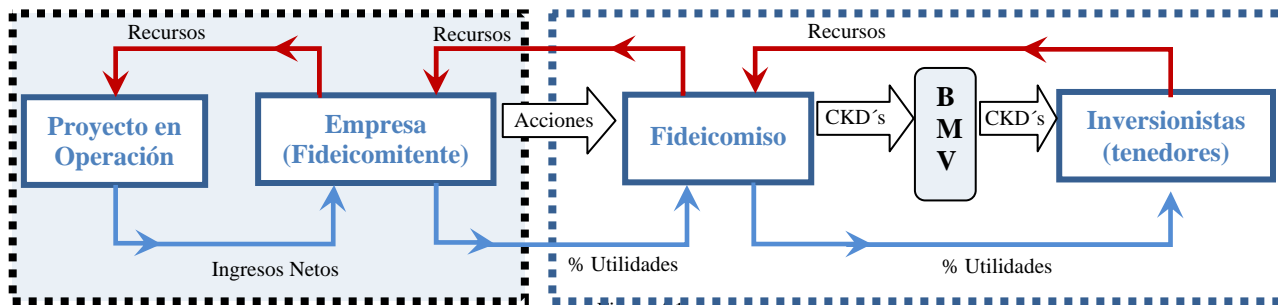 Recursos
Recursos
Recursos
Proyecto en
Operación
Empresa
(Fideicomitente)
Acciones
Fideicomiso
CKD´s
B
M
V
CKD´s
Inversionistas
(tenedores)
Ingresos Netos
% Utilidades
% Utilidades